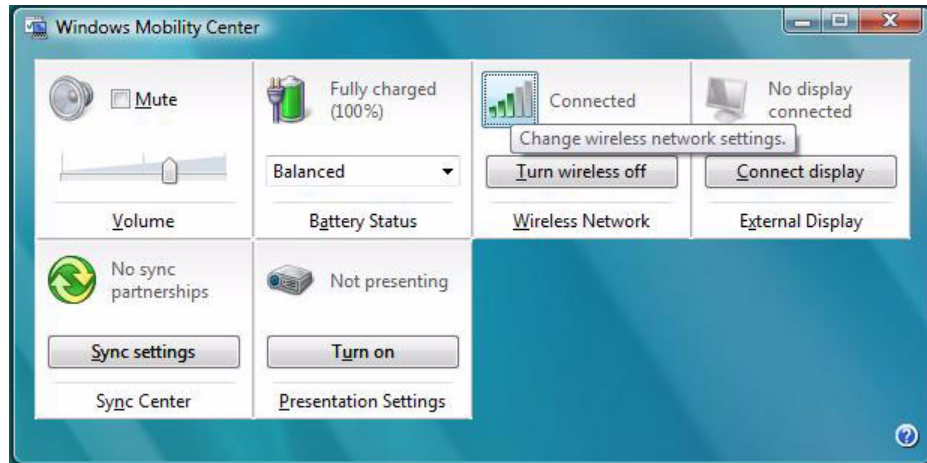 Windows Mobility Center
Mute
Volume
Fully charged
(100%)
Balanced
Battery Status
Connected
Change wireless network settings.
Turn wireless off
Wireless Network
No display
connected
Connect display
External Display
No sync
partnerships
Sync settings
Sync Center
Not presenting
Turn on
Presentation Settings